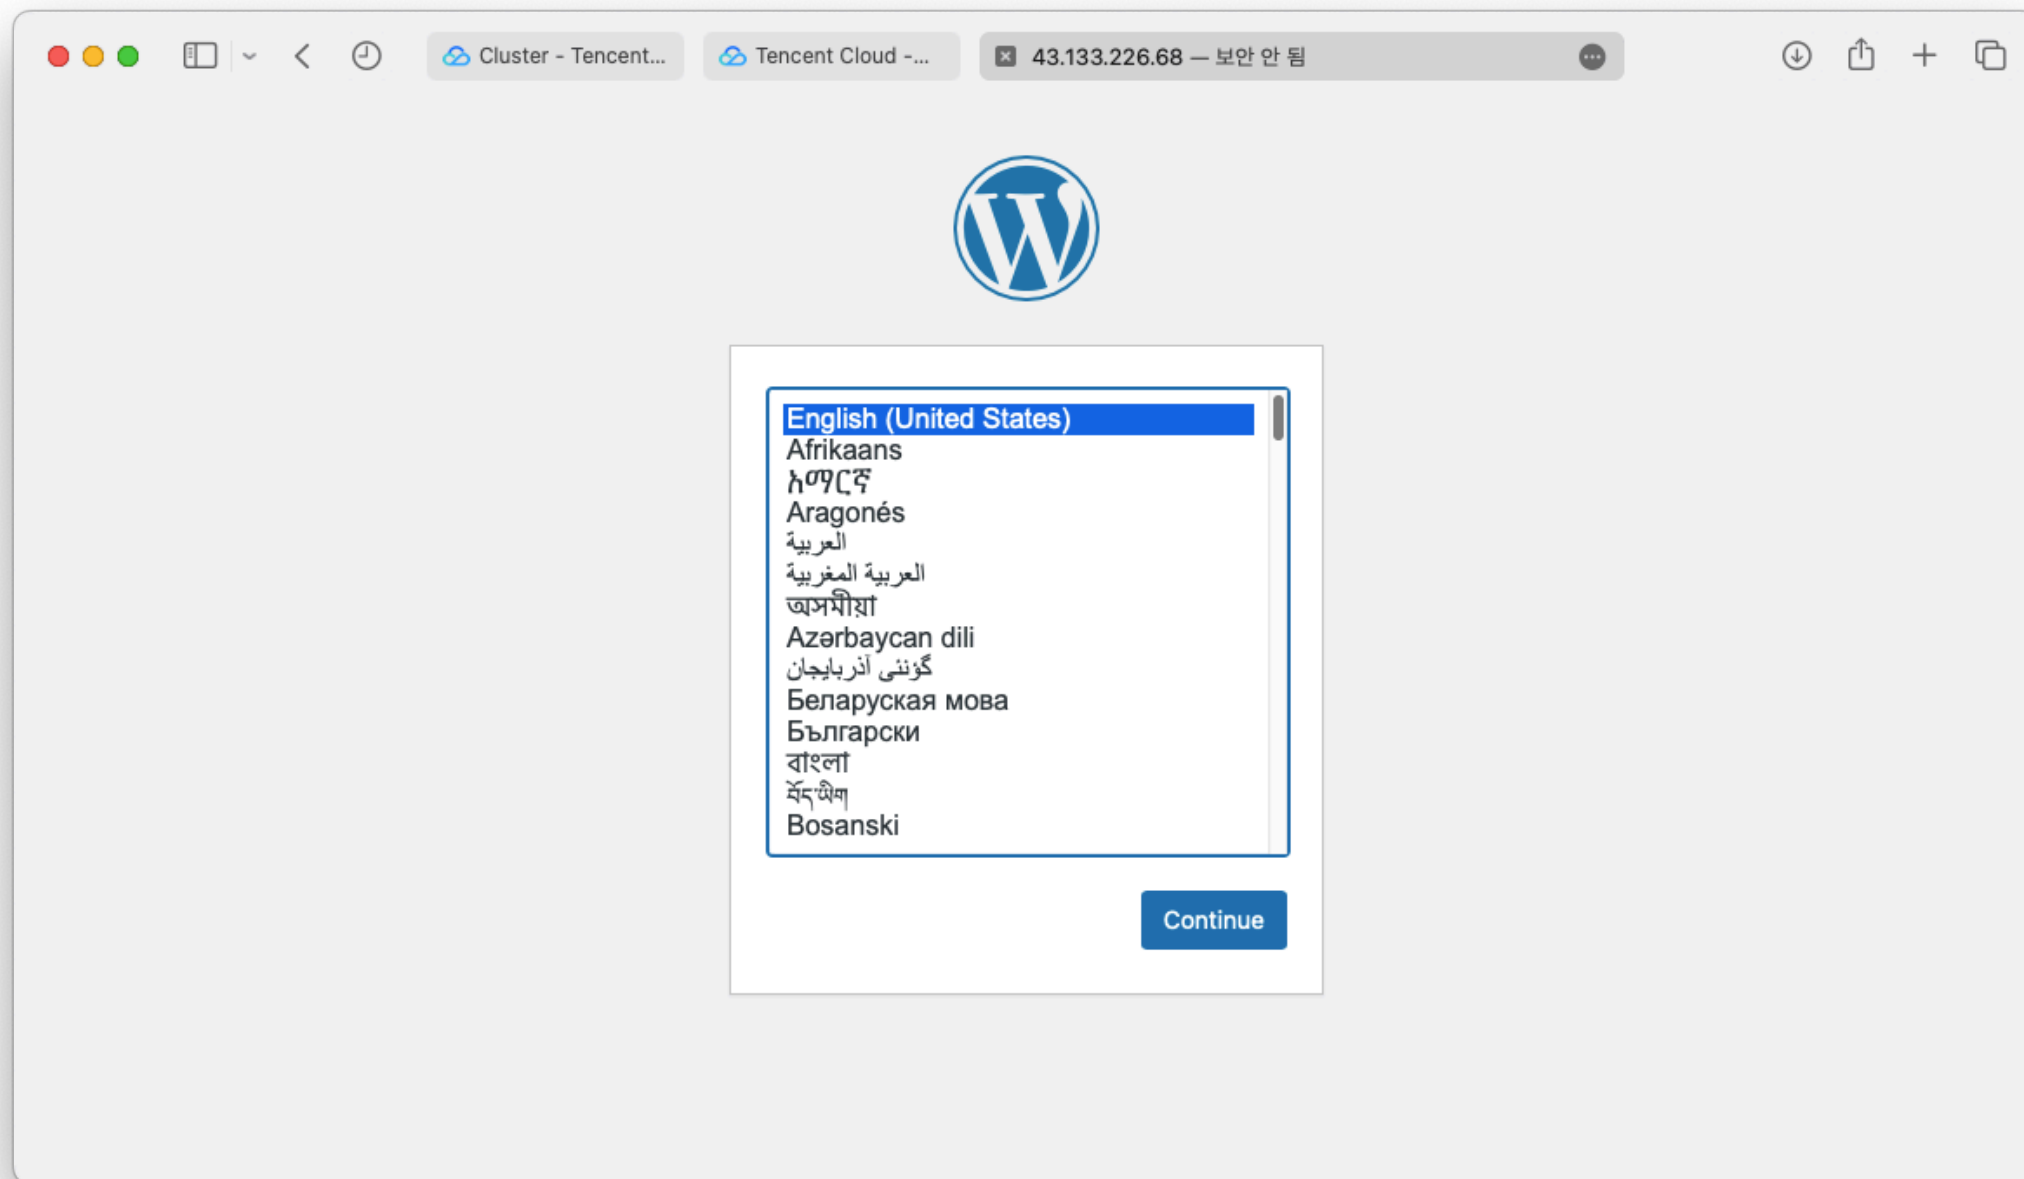 Cluster - Tencent...
Tencent Cloud -...
43.133.226.68 — 보안 안 됨
English (United States)
Afrikaans
አማርኛ
Aragonés
العربية
العربية المغربية
অসমীয়া
Azərbaycan dili
گؤنئی آذربایجان
Беларуская мова
Български
বাংলা
བོད་ཡིག
Bosanski
Continue